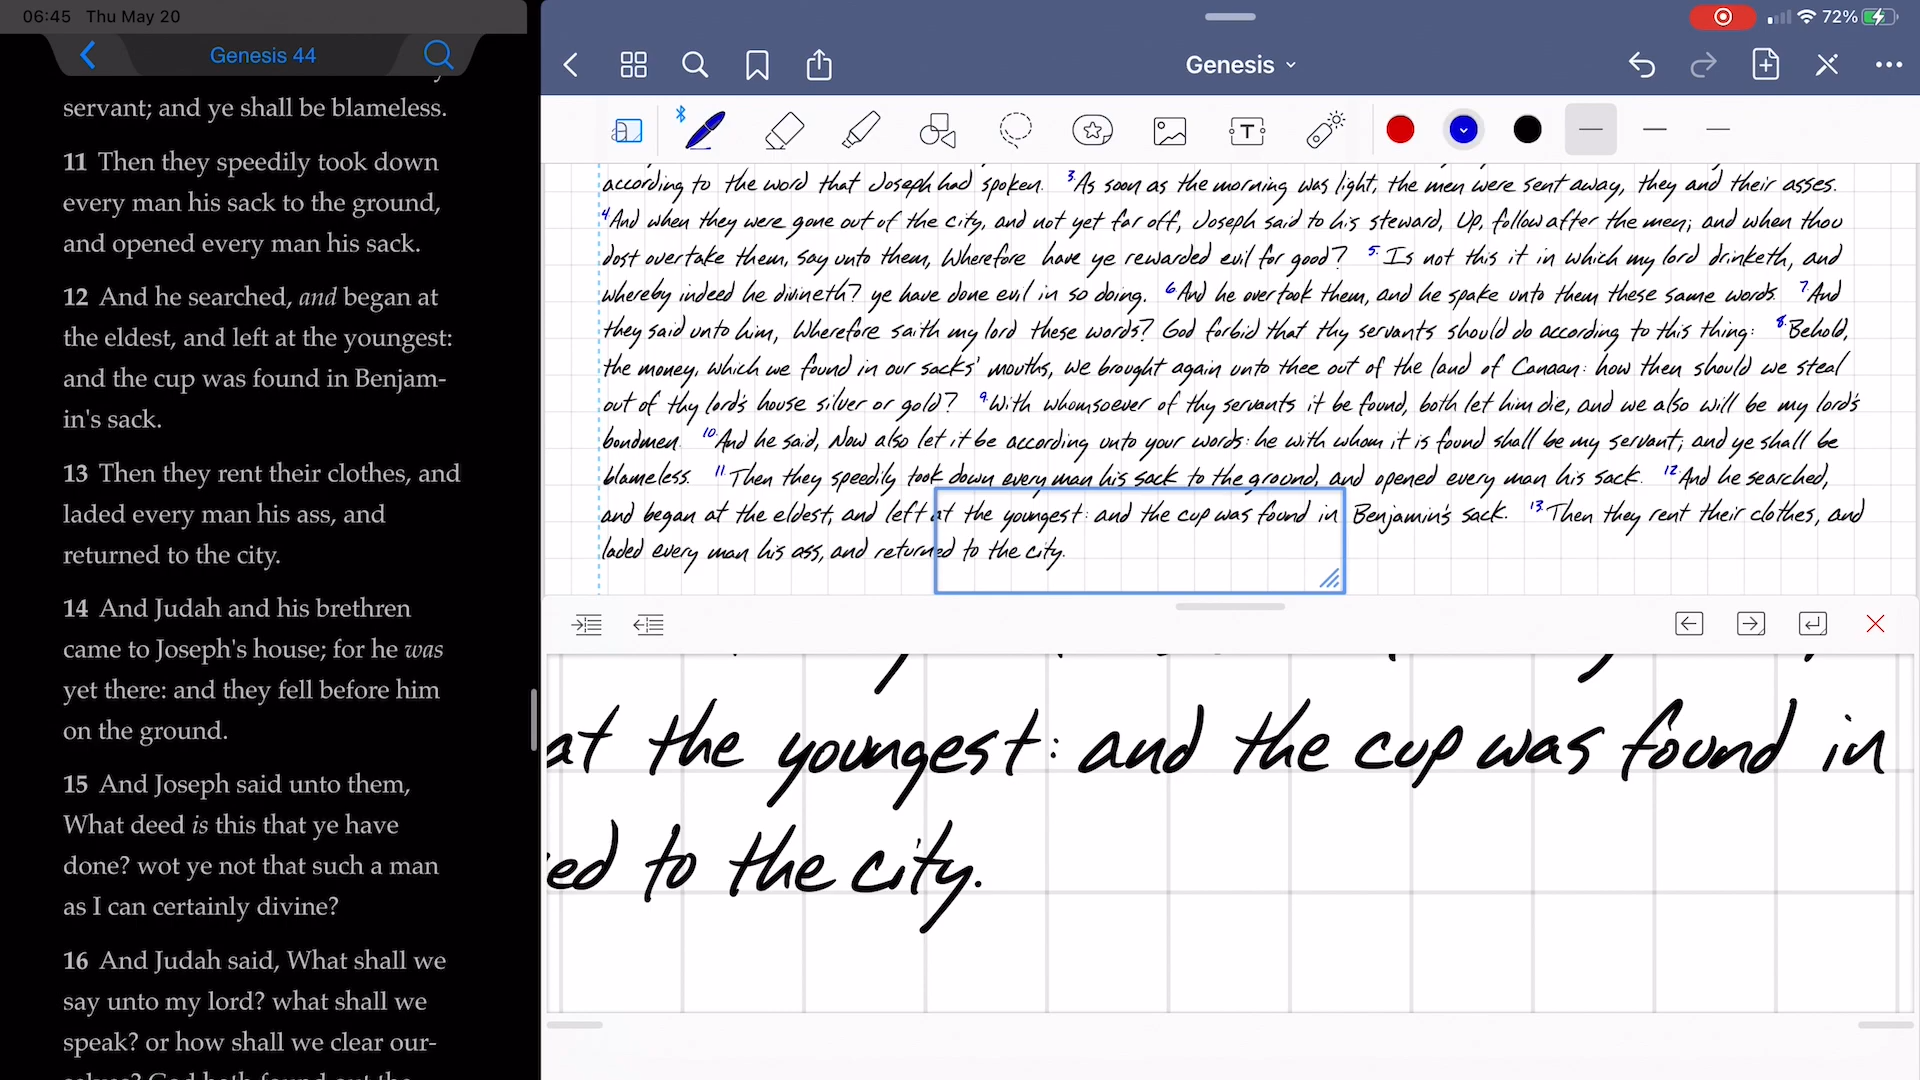 06:45 Thu May 20
Genesis 44
servant; and ye shall be blameless.
11 Then they speedily took down
every man his sack to the ground,
and opened every man his sack.
12 And he searched, and began at
the eldest, and left at the youngest:
and the cup was found in Benjam-
in's sack.
13 Then they rent their clothes, and
laded every man his ass, and
returned to the city.
14 And Judah and his brethren
came to Joseph's house; for he was
yet there: and they fell before him
on the ground.
15 And Joseph said unto them,
What deed is this that ye have
done? wot ye not that such a man
as I can certainly divine?
16 And Judah said, What shall we
say unto my lord? what shall we
speak? or how shall we clear our-
72%
Genesis
T
according to the word that Joseph had spoken. 3. As soon as the morning was light, the men were sent away, they and their asses.
4 And when they were gone out of the city, and not yet far off, Joseph said to his steward, Up, follow after the men; and when thou
dost overtake them, say unto them, Wherefore have ye rewarded evil for good? 5. Is not this it in which my lord drinketh, and
whereby indeed he divineth? ye have done evil in so doing. 6 And he overtook them, and he spake unto them these same words. 7. And
they said unto him, Wherefore saith my lord these words? God forbid that thy servants should do according to this thing: 8. Behold,
the money, which we found in our sacks' mouths, we brought again unto thee out of the land of Canaan: how then should we steal
out of thy lord's house silver or gold? 9. With whomsoever of thy servants it be found, both let him die, and we also will be my lord's
bondmen. 10. And he said, Now also let it be according unto your words: he with whom it is found shall be my servant; and ye shall be
blameless. 11. Then they speedily took down every man his sack to the ground, and opened every man his sack. 12. And he searched,
and began at the eldest, and left at the youngest: and the cup was found in Benjamin's sack. 13. Then they rent their clothes, and
laded every man his ass, and returned to the city.
at the youngest: and the cup was found in
ed to the city.